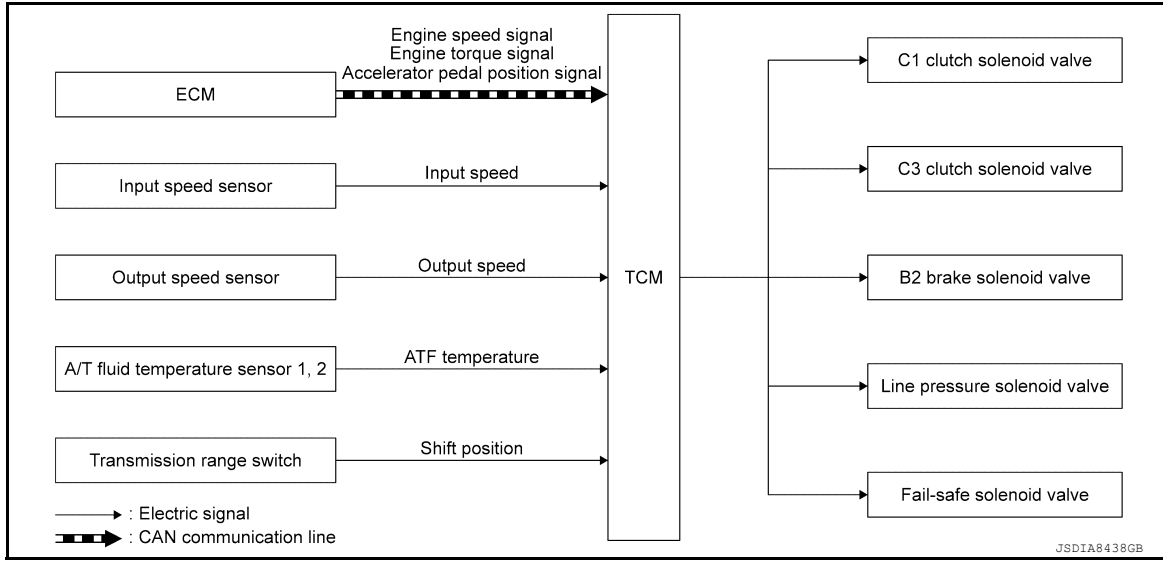 Engine speed signal
Engine torque signal
Accelerator pedal position signal
ECM
Input speed sensor
Input speed
Output speed sensor
Output speed
A/T fluid temperature sensor 1, 2
ATF temperature
Transmission range switch
Shift position
TCM
C1 clutch solenoid valve
C3 clutch solenoid valve
B2 brake solenoid valve
Line pressure solenoid valve
Fail-safe solenoid valve
: Electric signal
: CAN communication line
JSDIA8438GB